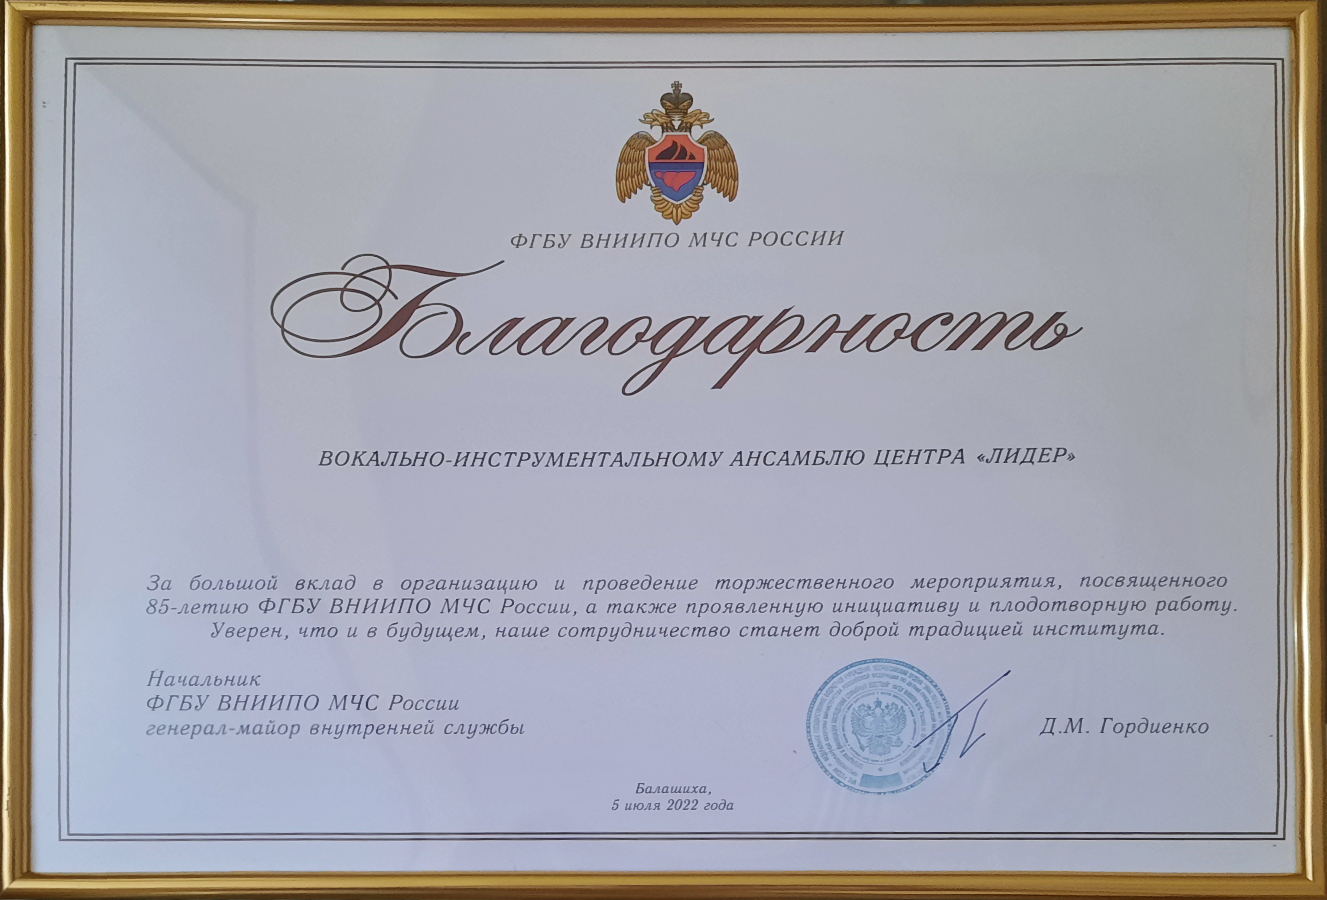 ФГБУ ВНИИПО МЧС РОССИИ
Благодарность
ВОКАЛЬНО-ИНСТРУМЕНТАЛЬНОМУ АНСАМБЛЮ ЦЕНТРА «ЛИДЕР»
За большой вклад в организацию и проведение торжественного мероприятия, посвященного
85-летию ФГБУ ВНИИПО МЧС России, а также проявленную инициативу и плодотворную работу.
Уверен, что и в будущем, наше сотрудничество станет доброй традицией института.
Начальник
ФГБУ ВНИИПО МЧС России
генерал-майор внутренней службы
Д.М. Гордиенко
Балашиха,
5 июля 2022 года